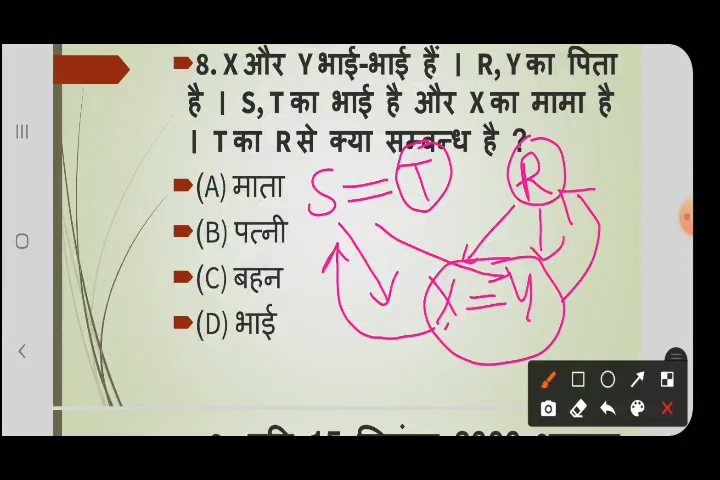 8. X और Y भाई-भाई हैं । R, Y का पिता
है । S, T का भाई है और X का मामा है
। T का R से क्या सम्बन्ध है ?
(A) माता
(B) पत्नी
(C) बहन
(D) भाई
S = T R
X = Y